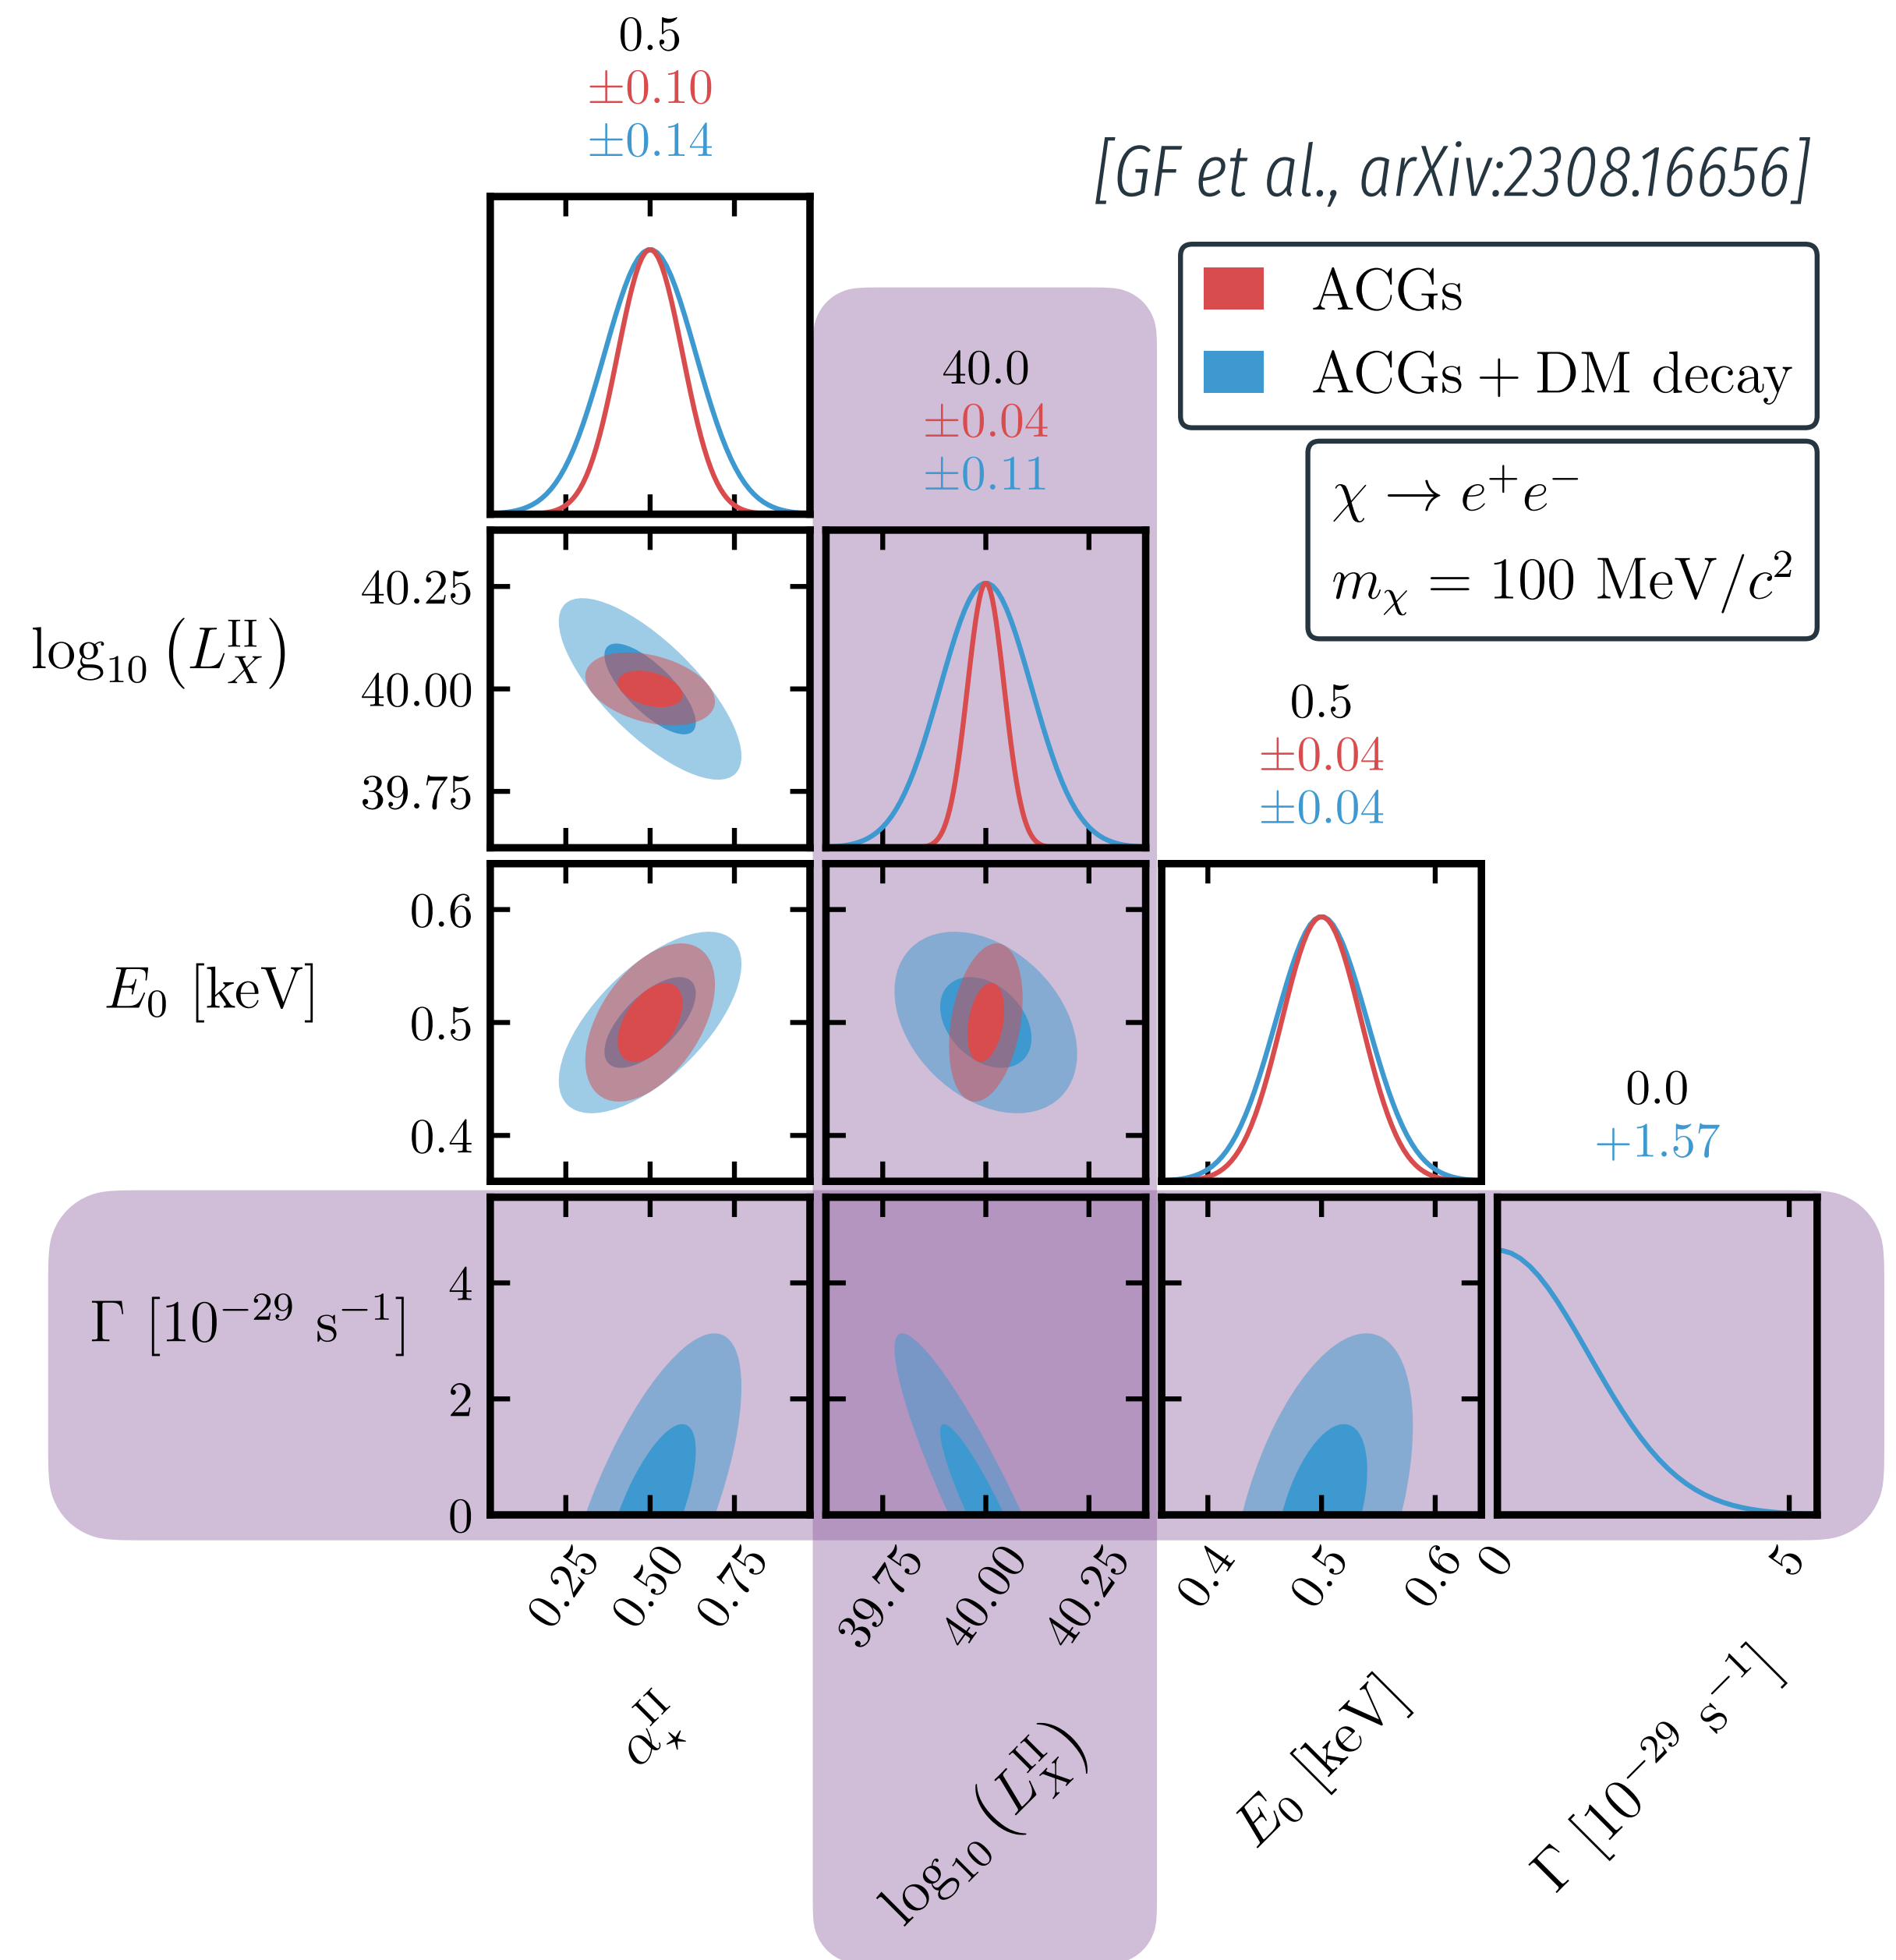 0.5
±0.10
±0.14
[GF et al., arXiv:2308.16656]
ACGs
ACGs + DM decay
χ → e⁺e⁻
m_χ = 100 MeV/c²
40.0
±0.04
±0.11
log₁₀ (L_X^II)
40.25
40.00
39.75
0.5
±0.04
±0.04
E₀ [keV]
0.6
0.5
0.4
0.0
+1.57
Γ [10⁻²⁹ s⁻¹]
4
2
0
0.25 0.50 0.75 39.75 40.00 40.25 0.4 0.5 0.6 0 5
α_⋆^II log₁₀ (L_X^II) E₀ [keV] Γ [10⁻²⁹ s⁻¹]